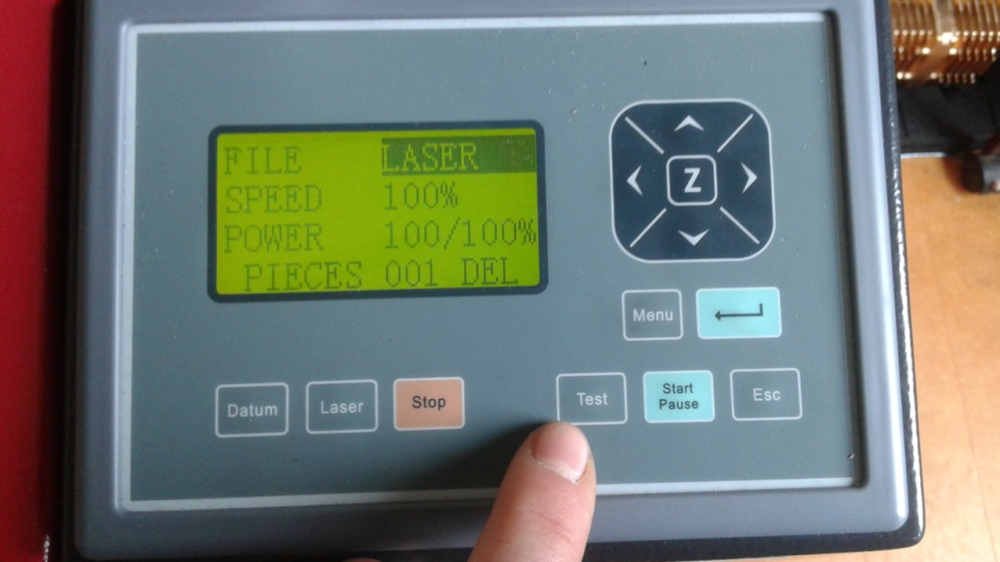 FILE LASER
SPEED 100%
POWER 100/100%
PIECES 001 DEL
Z
Menu
Datum
Laser
Stop
Test
Start
Pause
Esc